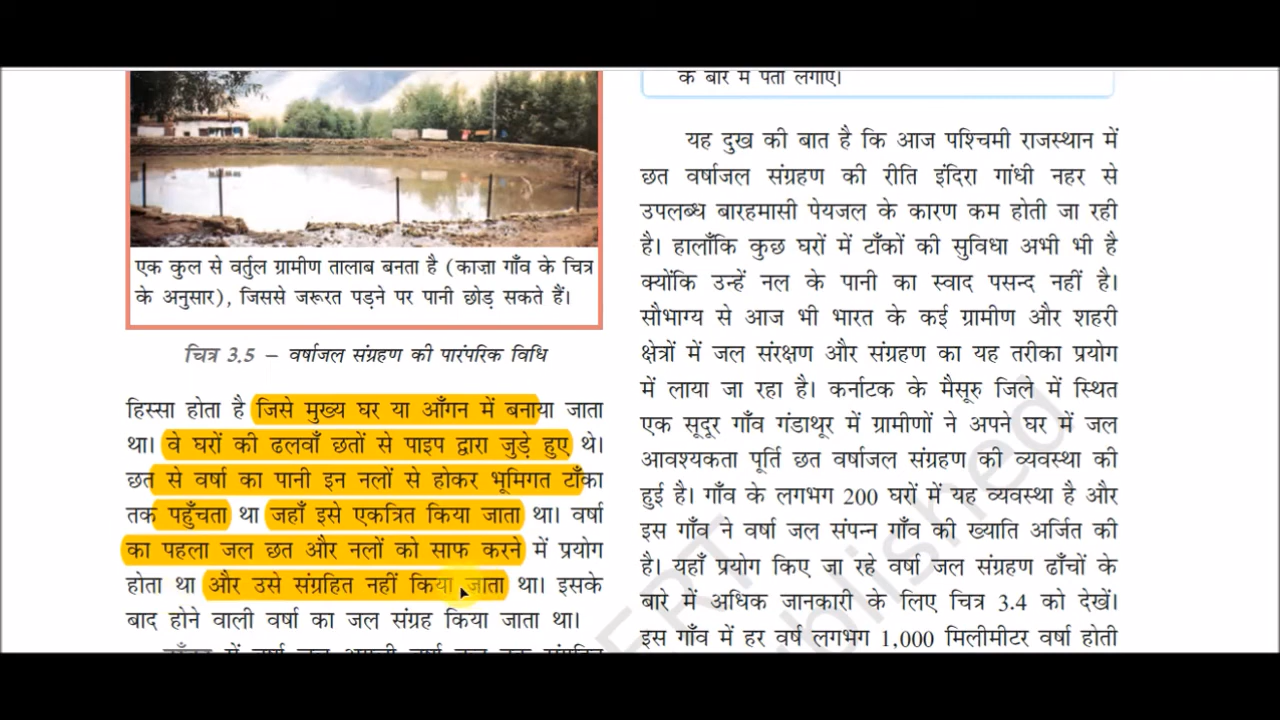 एक कुल से वर्तुल ग्रामीण तालाब बनता है (काज़ा गाँव के चित्र
के अनुसार), जिससे जरूरत पड़ने पर पानी छोड़ सकते हैं।
चित्र 3.5 – वर्षाजल संग्रहण की पारंपरिक विधि
हिस्सा होता है जिसे मुख्य घर या आँगन में बनाया जाता
था। वे घरों की ढलवाँ छतों से पाइप द्वारा जुड़े हुए थे।
छत से वर्षा का पानी इन नलों से होकर भूमिगत टाँका
तक पहुँचता था जहाँ इसे एकत्रित किया जाता था। वर्षा
का पहला जल छत और नलों को साफ करने में प्रयोग
होता था और उसे संग्रहित नहीं किया जाता था। इसके
बाद होने वाली वर्षा का जल संग्रह किया जाता था।
के बारे में पता लगाएँ।
यह दुख की बात है कि आज पश्चिमी राजस्थान में
छत वर्षाजल संग्रहण की रीति इंदिरा गांधी नहर से
उपलब्ध बारहमासी पेयजल के कारण कम होती जा रही
है। हालाँकि कुछ घरों में टाँकों की सुविधा अभी भी है
क्योंकि उन्हें नल के पानी का स्वाद पसन्द नहीं है।
सौभाग्य से आज भी भारत के कई ग्रामीण और शहरी
क्षेत्रों में जल संरक्षण और संग्रहण का यह तरीका प्रयोग
में लाया जा रहा है। कर्नाटक के मैसूरु जिले में स्थित
एक सूदूर गाँव गंडाथूर में ग्रामीणों ने अपने घर में जल
आवश्यकता पूर्ति छत वर्षाजल संग्रहण की व्यवस्था की
हुई है। गाँव के लगभग 200 घरों में यह व्यवस्था है और
इस गाँव ने वर्षा जल संपन्न गाँव की ख्याति अर्जित की
है। यहाँ प्रयोग किए जा रहे वर्षा जल संग्रहण ढाँचों के
बारे में अधिक जानकारी के लिए चित्र 3.4 को देखें।
इस गाँव में हर वर्ष लगभग 1,000 मिलीमीटर वर्षा होती